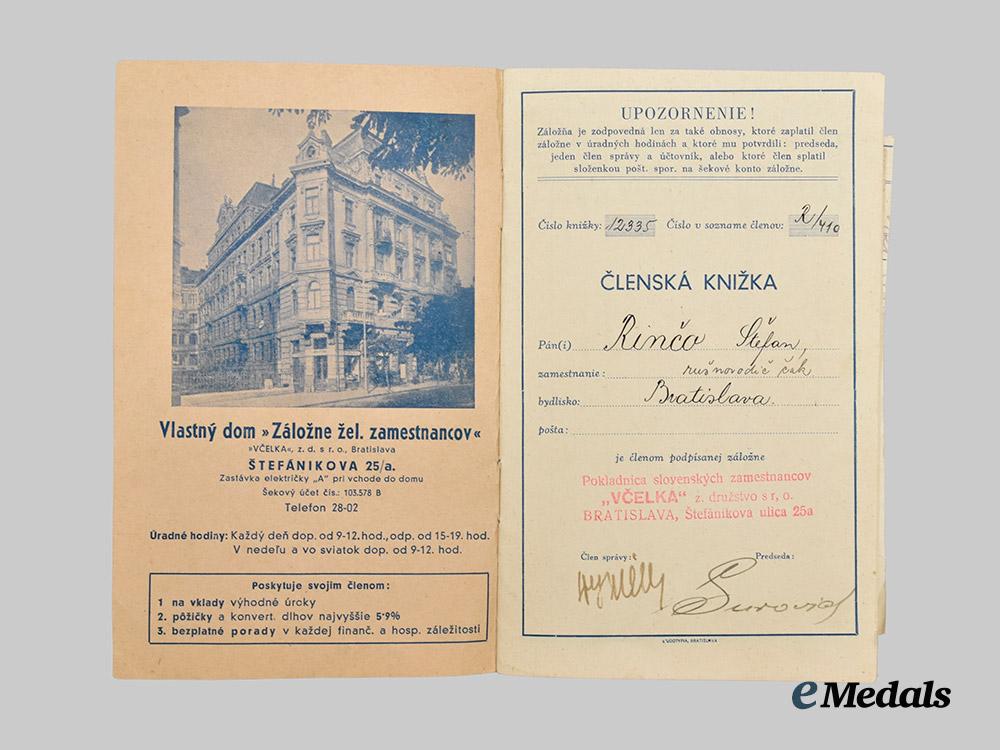 Vlastný dom »Záložne žel. zamestnancov«
»VČELKA«, z. d. s r. o., Bratislava
ŠTEFÁNIKOVA 25/a.
Zastávka električky „A" pri vchode do domu
Šekový účet čís.: 103.578 B
Telefon 28-02
Úradné hodiny: Každý deň dop. od 9-12. hod., odp. od 15-19. hod.
V nedeľu a vo sviatok dop. od 9-12. hod.
Poskytuje svojim členom:
1 na vklady výhodné úroky
2. pôžičky a konvert. dlhov najvyššie 5·9%
3. bezplatné porady v každej finanč. a hosp. záležitosti
UPOZORNENIE!
Záložňa je zodpovedná len za také obnosy, ktoré zaplatil člen
záložne v úradných hodinách a ktoré mu potvrdili: predseda,
jeden člen správy a účtovník, alebo ktoré člen splatil
složenkou pošt. spor. na šekové konto záložne.
Číslo knižky: 12335 Číslo v sozname členov: R/410
ČLENSKÁ KNIŽKA
Pán(i) Rinčo Štefan,
zamestnanie: rušňovodič čak
bydlisko: Bratislava.
pošta:
je členom podpísanej záložne
Pokladnica slovenských zamestnancov
„VČELKA" z. družstvo s r. o.
BRATISLAVA, Štefánikova ulica 25a
Člen správy: Predseda:
BRATISLAVA
eMedals